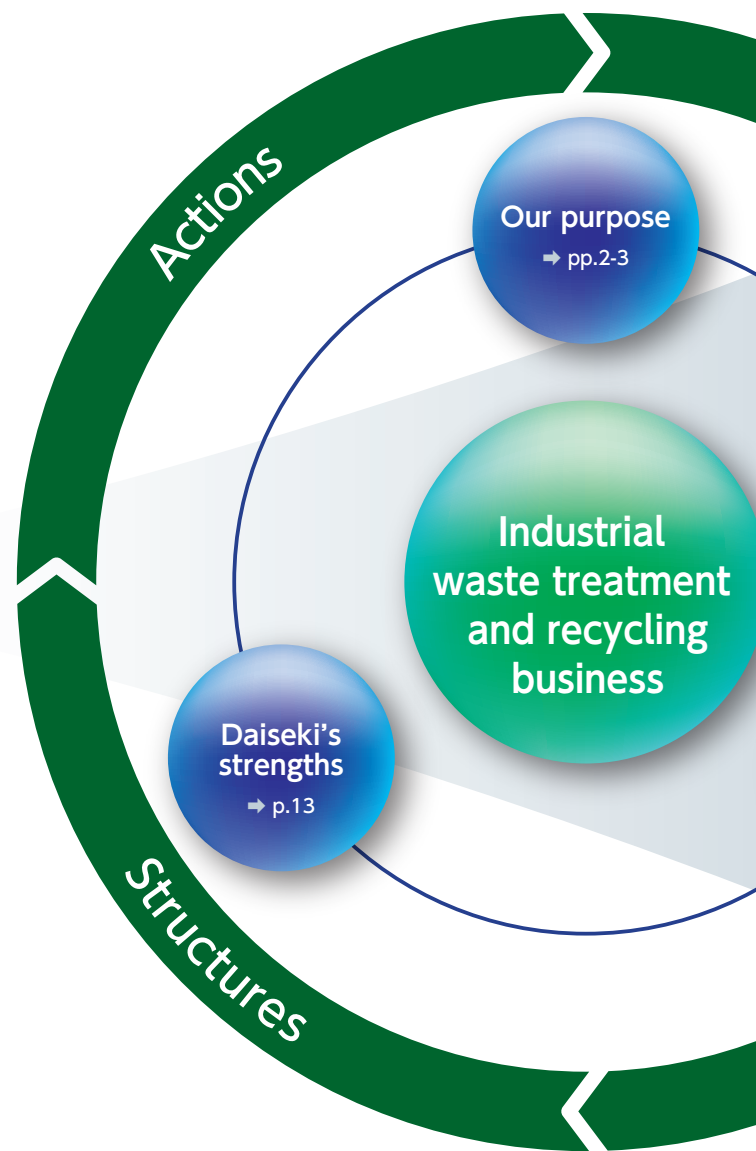 Actions
Our purpose
➡ pp.2-3
Industrial
waste treatment
and recycling
business
Daiseki’s
strengths
➡ p.13
Structures